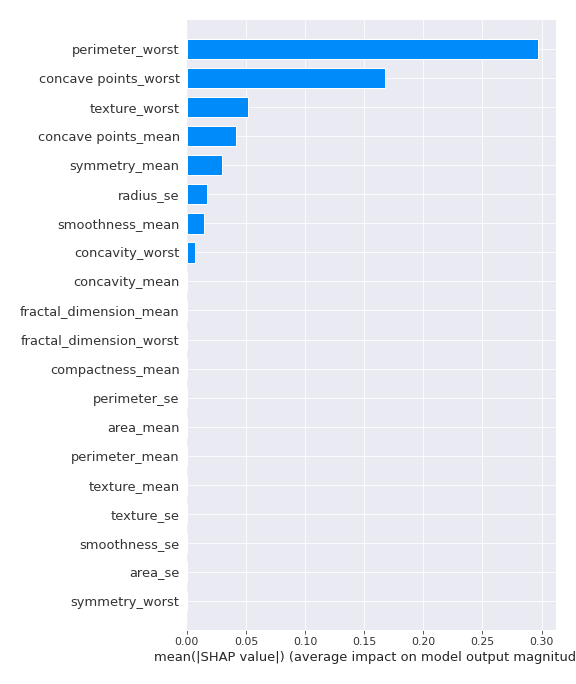 perimeter_worst
concave points_worst
texture_worst
concave points_mean
symmetry_mean
radius_se
smoothness_mean
concavity_worst
concavity_mean
fractal_dimension_mean
fractal_dimension_worst
compactness_mean
perimeter_se
area_mean
perimeter_mean
texture_mean
texture_se
smoothness_se
area_se
symmetry_worst
0.00 0.05 0.10 0.15 0.20 0.25 0.30
mean(|SHAP value|) (average impact on model output magnitud